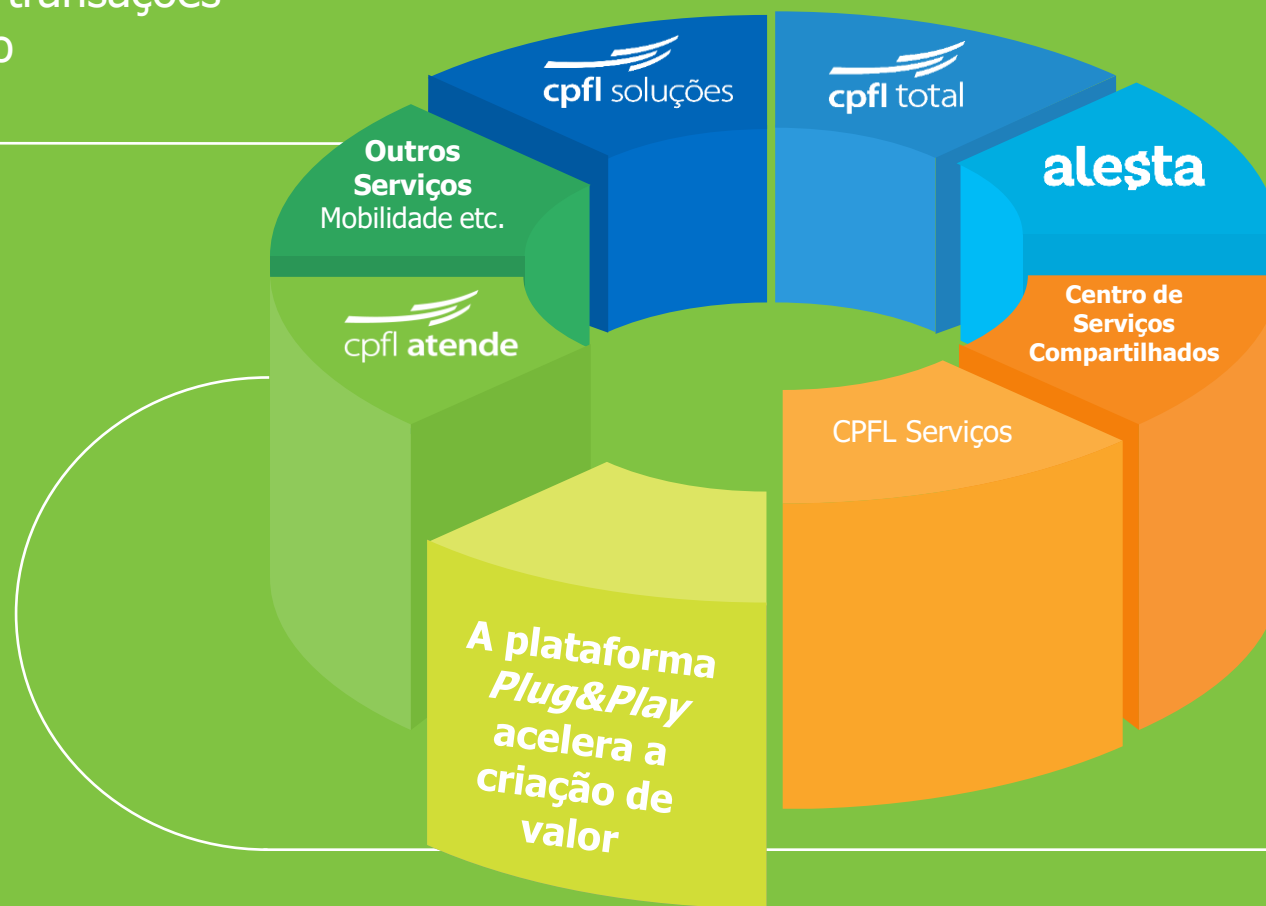 transações
o
cpfl soluções
cpfl total
Outros
Serviços
Mobilidade etc.
alesta
cpfl atende
Centro de
Serviços
Compartilhados
CPFL Serviços
A plataforma
Plug&Play
acelera a
criação de
valor